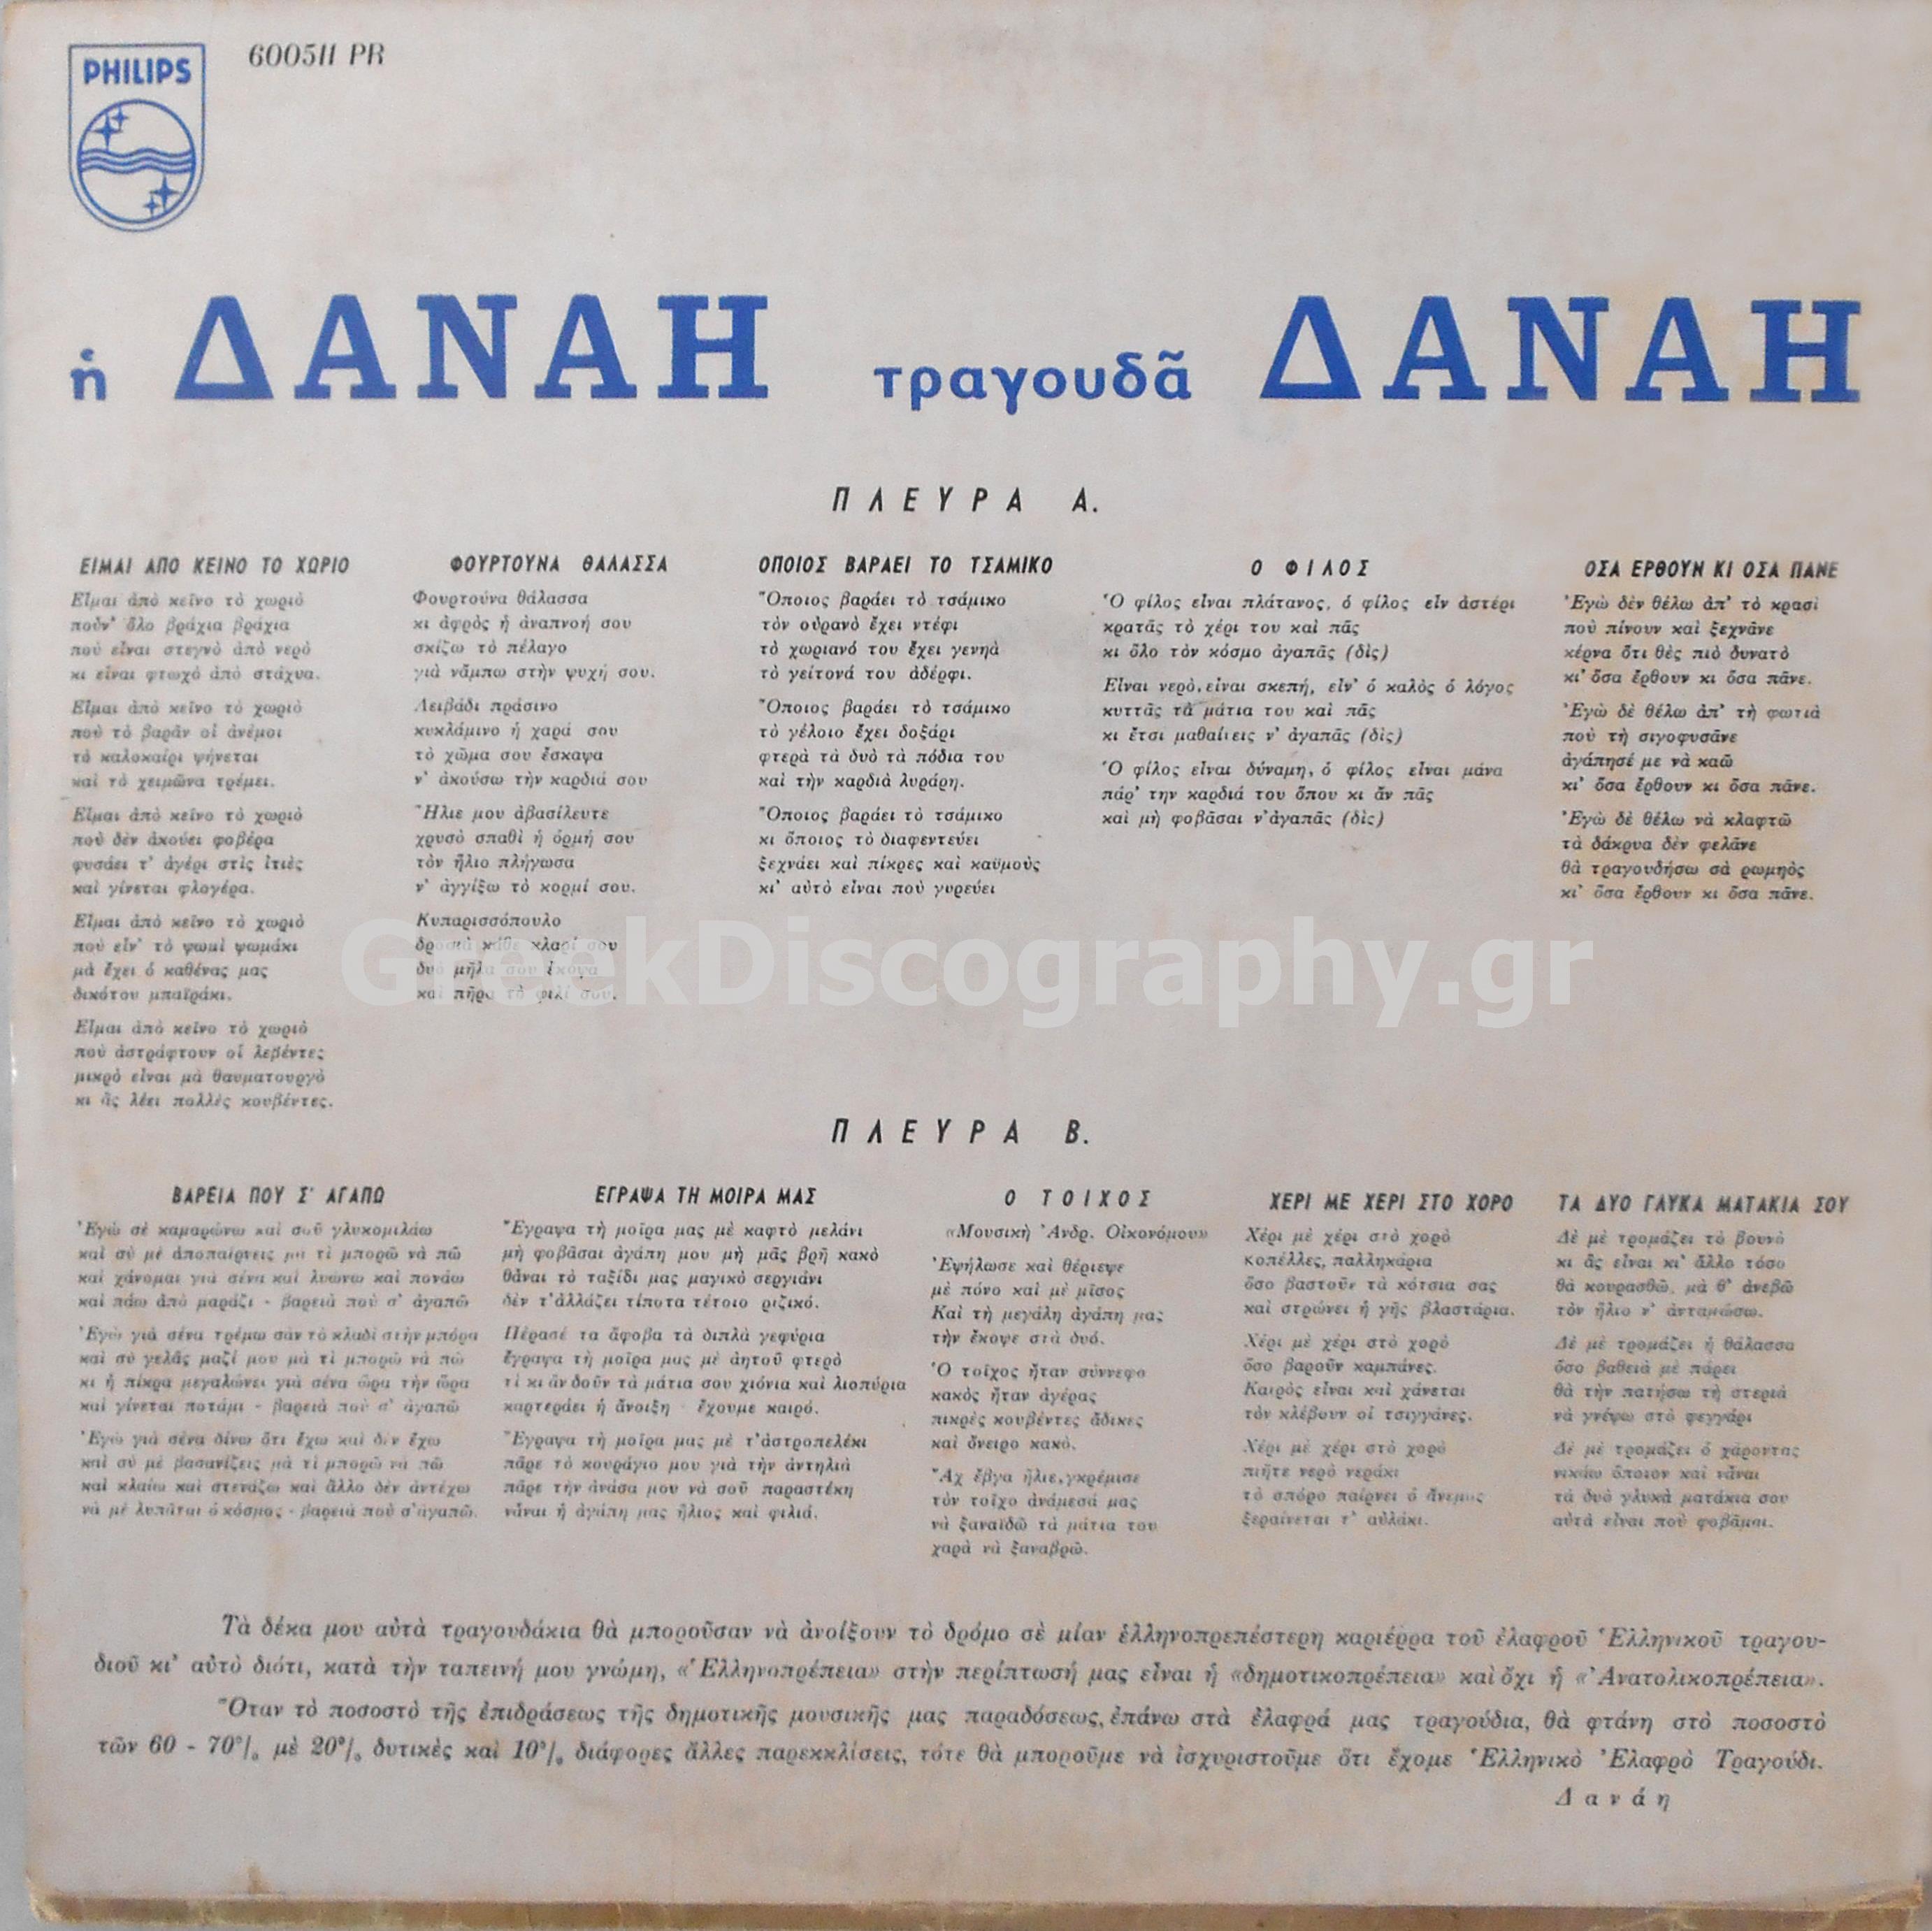 PHILIPS
6005H PR
ἡ ΔΑΝΑΗ τραγουδᾶ ΔΑΝΑΗ
ΠΛΕΥΡΑ Α.
ΕΙΜΑΙ ΑΠΟ ΚΕΙΝΟ ΤΟ ΧΩΡΙΟ
Εἶμαι ἀπὸ κεῖνο τὸ χωριὸ
ποὖν' ὅλο βράχια βράχια
ποὺ εἶναι στεγνὸ ἀπὸ νερὸ
κι εἶναι φτωχὸ ἀπὸ στάχυα.
Εἶμαι ἀπὸ κεῖνο τὸ χωριὸ
ποὺ τὸ βαρᾶν οἱ ἀνέμοι
τὸ καλοκαίρι ψήνεται
καὶ τὸ χειμῶνα τρέμει.
Εἶμαι ἀπὸ κεῖνο τὸ χωριὸ
ποὺ δὲν ἀκούει φοβέρα
φυσάει τ' ἀγέρι στὶς ἰτιὲς
καὶ γίνεται φλογέρα.
Εἶμαι ἀπὸ κεῖνο τὸ χωριὸ
ποὺ εἶν' τὸ ψωμὶ ψωμάκι
μὰ ἔχει ὁ καθένας μας
δικότου μπαϊράκι.
Εἶμαι ἀπὸ κεῖνο τὸ χωριὸ
ποὺ ἀστράφτουν οἱ λεβέντες
μικρὸ εἶναι μὰ θαυματουργὸ
κι ἂς λέει πολλὲς κουβέντες.
ΦΟΥΡΤΟΥΝΑ ΘΑΛΑΣΣΑ
Φουρτούνα θάλασσα
κι ἀφρὸς ἡ ἀναπνοή σου
σκίζω τὸ πέλαγο
γιὰ νἄμπω στὴν ψυχή σου.
Λειβάδι πράσινο
κυκλάμινο ἡ χαρά σου
τὸ χῶμα σου ἔσκαψα
ν' ἀκούσω τὴν καρδιά σου
Ἥλιε μου ἀβασίλευτε
χρυσὸ σπαθὶ ἡ ὁρμή σου
τὸν ἥλιο πλήγωσα
ν' ἀγγίξω τὸ κορμί σου.
Κυπαρισσόπουλο
δροσιὰ κάθε κλαρί σου
δυὸ μῆλα σου ἔκοψα
καὶ πῆρα τὸ φιλί σου.
ΟΠΟΙΟΣ ΒΑΡΑΕΙ ΤΟ ΤΣΑΜΙΚΟ
Ὅποιος βαράει τὸ τσάμικο
τὸν οὐρανὸ ἔχει ντέφι
τὸ χωριανό του ἔχει γενηὰ
τὸ γείτονά του ἀδέρφι.
Ὅποιος βαράει τὸ τσάμικο
τὸ γέλοιο ἔχει δοξάρι
φτερὰ τὰ δυὸ τὰ πόδια του
καὶ τὴν καρδιὰ λυράρη.
Ὅποιος βαράει τὸ τσάμικο
κι ὅποιος τὸ διαφεντεύει
ξεχνάει καὶ πίκρες καὶ καϋμοὺς
κι' αὐτὸ εἶναι ποὺ γυρεύει
Ο ΦΙΛΟΣ
Ὁ φίλος εἶναι πλάτανος, ὁ φίλος εἶν ἀστέρι
κρατᾶς τὸ χέρι του καὶ πᾶς
κι ὅλο τὸν κόσμο ἀγαπᾶς (δὶς)
Εἶναι νερὸ, εἶναι σκεπή, εἶν' ὁ καλὸς ὁ λόγος
κυττᾶς τὰ μάτια του καὶ πᾶς
κι ἔτσι μαθαίνεις ν' ἀγαπᾶς (δὶς)
Ὁ φίλος εἶναι δύναμη, ὁ φίλος εἶναι μάνα
πάρ' την καρδιά του ὅπου κι ἄν πᾶς
καὶ μὴ φοβᾶσαι ν' ἀγαπᾶς (δὶς)
ΟΣΑ ΕΡΘΟΥΝ ΚΙ ΟΣΑ ΠΑΝΕ
Ἐγὼ δὲν θέλω ἀπ' τὸ κρασὶ
ποὺ πίνουν καὶ ξεχνᾶνε
κέρνα ὅτι θὲς πιὸ δυνατὸ
κι' ὅσα ἔρθουν κι ὅσα πᾶνε.
Ἐγὼ δὲ θέλω ἀπ' τὴ φωτιὰ
ποὺ τὴ σιγοφυσᾶνε
ἀγάπησέ με νὰ καῶ
κι' ὅσα ἔρθουν κι ὅσα πᾶνε.
Ἐγὼ δὲ θέλω νὰ κλαφτῶ
τὰ δάκρυα δὲν φελᾶνε
θὰ τραγουδήσω σὰ ρωμηὸς
κι' ὅσα ἔρθουν κι ὅσα πᾶνε.
GreekDiscography.gr
ΠΛΕΥΡΑ Β.
ΒΑΡΕΙΑ ΠΟΥ Σ' ΑΓΑΠΩ
Ἐγὼ σὲ καμαρώνω καὶ σοῦ γλυκομιλάω
καὶ σὺ μὲ ἀποπαίρνεις μὰ τὶ μπορῶ νὰ πῶ
καὶ χάνομαι γιὰ σένα καὶ λυώνω καὶ πονάω
καὶ πάω ἀπὸ μαράζι - βαρειὰ ποὺ σ' ἀγαπῶ
Ἐγὼ γιὰ σένα τρέμω σὰν τὸ κλαδὶ στὴν μπόρα
καὶ σὺ γελᾶς μαζί μου μὰ τὶ μπορῶ νὰ πῶ
κι ἡ πίκρα μεγαλώνει γιὰ σένα ὥρα τὴν ὥρα
καὶ γίνεται ποτάμι - βαρειὰ ποὺ σ' ἀγαπῶ
Ἐγὼ γιὰ σένα δίνω ὅτι ἔχω καὶ δὲν ἔχω
καὶ σὺ μὲ βασανίζεις μὰ τὶ μπορῶ νὰ πῶ
καὶ κλαίω καὶ στενάζω καὶ ἄλλο δὲν ἀντέχω
νὰ μὲ λυπᾶται ὁ κόσμος - βαρειὰ ποὺ σ' ἀγαπῶ.
ΕΓΡΑΨΑ ΤΗ ΜΟΙΡΑ ΜΑΣ
Ἔγραψα τὴ μοῖρα μας μὲ καφτὸ μελάνι
μὴ φοβᾶσαι ἀγάπη μου μὴ μᾶς βρῆ κακὸ
θἆναι τὸ ταξίδι μας μαγικὸ σεργιάνι
δὲν τ' ἀλλάζει τίποτα τέτοιο ριζικό.
Πέρασέ τα ἄφοβα τὰ διπλὰ γεφύρια
ἔγραψα τὴ μοῖρα μας μὲ ἀητοῦ φτερὸ
τὶ κι ἂν δοῦν τὰ μάτια σου χιόνια καὶ λιοπύρια
καρτεράει ἡ ἄνοιξη - ἔχουμε καιρό.
Ἔγραψα τὴ μοῖρα μας μὲ τ' ἀστροπελέκι
πᾶρε τὸ κουράγιο μου γιὰ τὴν ἀντηλιὰ
πᾶρε τὴν ἀνάσα μου νὰ σοῦ παραστέκη
νἆναι ἡ ἀγάπη μας ἥλιος καὶ φιλιά.
Ο ΤΟΙΧΟΣ
«Μουσικὴ Ἀνδρ. Οἰκονόμου»
Ἐψήλωσε καὶ θέριεψε
μὲ πόνο καὶ μὲ μῖσος
Καὶ τὴ μεγάλη ἀγάπη μας
τὴν ἔκοψε στὰ δυό.
Ὁ τοῖχος ἦταν σύννεφο
κακὸς ἦταν ἀγέρας
πικρὲς κουβέντες ἄδικες
καὶ ὄνειρο κακό.
Ἄχ ἔβγα ἥλιε, γκρέμισε
τὸν τοῖχο ἀνάμεσά μας
νὰ ξαναϊδῶ τὰ μάτια του
χαρὰ νὰ ξαναβρῶ.
ΧΕΡΙ ΜΕ ΧΕΡΙ ΣΤΟ ΧΟΡΟ
Χέρι μὲ χέρι στὸ χορὸ
κοπέλλες, παλληκάρια
ὅσο βαστοῦν τὰ κότσια σας
καὶ στρώνει ἡ γῆς βλαστάρια.
Χέρι μὲ χέρι στὸ χορὸ
ὅσο βαροῦν καμπάνες.
Καιρὸς εἶναι καὶ χάνεται
τὸν κλέβουν οἱ τσιγγάνες.
Χέρι μὲ χέρι στὸ χορὸ
πιῆτε νερὸ νεράκι
τὸ σπόρο παίρνει ὁ ἄνεμος
ξεραίνεται τ' αὐλάκι.
ΤΑ ΔΥΟ ΓΛΥΚΑ ΜΑΤΑΚΙΑ ΣΟΥ
Δὲ μὲ τρομάζει τὸ βουνὸ
κι ἂς εἶναι κι' ἄλλο τόσο
θὰ κουρασθῶ, μὰ θ' ἀνεβῶ
τὸν ἥλιο ν' ἀνταμώσω.
Δὲ μὲ τρομάζει ἡ θάλασσα
ὅσο βαθειὰ μὲ πάρει
θὰ τὴν πατήσω τὴ στεριὰ
νὰ γνέψω στὸ φεγγάρι
Δὲ μὲ τρομάζει ὁ χάροντας
νικάω ὅποιον καὶ νἆναι
τὰ δυὸ γλυκὰ ματάκια σου
αὐτὰ εἶναι ποὺ φοβᾶμαι.
Τὰ δέκα μου αὐτὰ τραγουδάκια θὰ μποροῦσαν νὰ ἀνοίξουν τὸ δρόμο σὲ μίαν ἑλληνοπρεπέστερη καριέρρα τοῦ ἐλαφροῦ Ἑλληνικοῦ τραγου-
διοῦ κι' αὐτὸ διότι, κατὰ τὴν ταπεινή μου γνώμη, «Ἑλληνοπρέπεια» στὴν περίπτωσή μας εἶναι ἡ «δημοτικοπρέπεια» καὶ ὄχι ἡ «Ἀνατολικοπρέπεια».
Ὅταν τὸ ποσοστὸ τῆς ἐπιδράσεως τῆς δημοτικῆς μουσικῆς μας παραδόσεως, ἐπάνω στὰ ἐλαφρά μας τραγούδια, θὰ φτάνη στὸ ποσοστὸ
τῶν 60 - 70% μὲ 20% δυτικὲς καὶ 10% διάφορες ἄλλες παρεκκλίσεις, τότε θὰ μποροῦμε νὰ ἰσχυριστοῦμε ὅτι ἔχομε Ἑλληνικὸ Ἐλαφρὸ Τραγούδι.
Δανάη